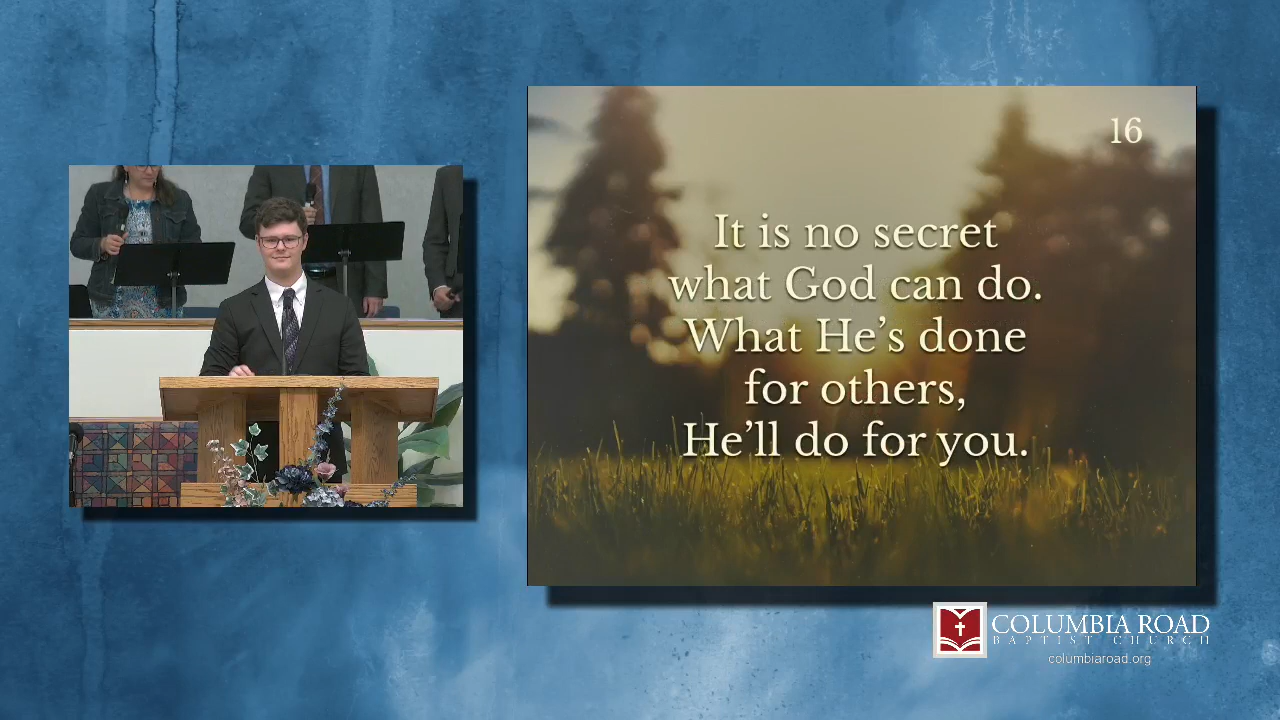 16
It is no secret
what God can do.
What He's done
for others,
He'll do for you.
COLUMBIA ROAD
BAPTIST CHURCH
columbiaroad.org